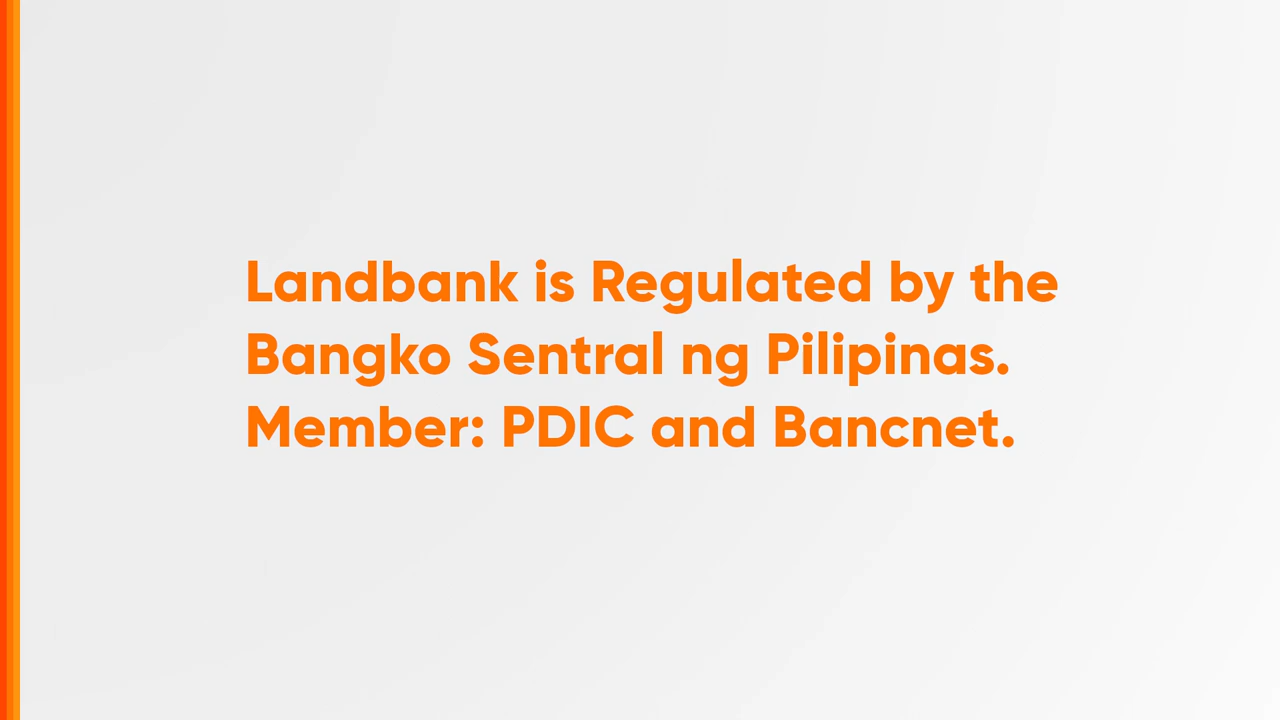 Landbank is Regulated by the
Bangko Sentral ng Pilipinas.
Member: PDIC and Bancnet.